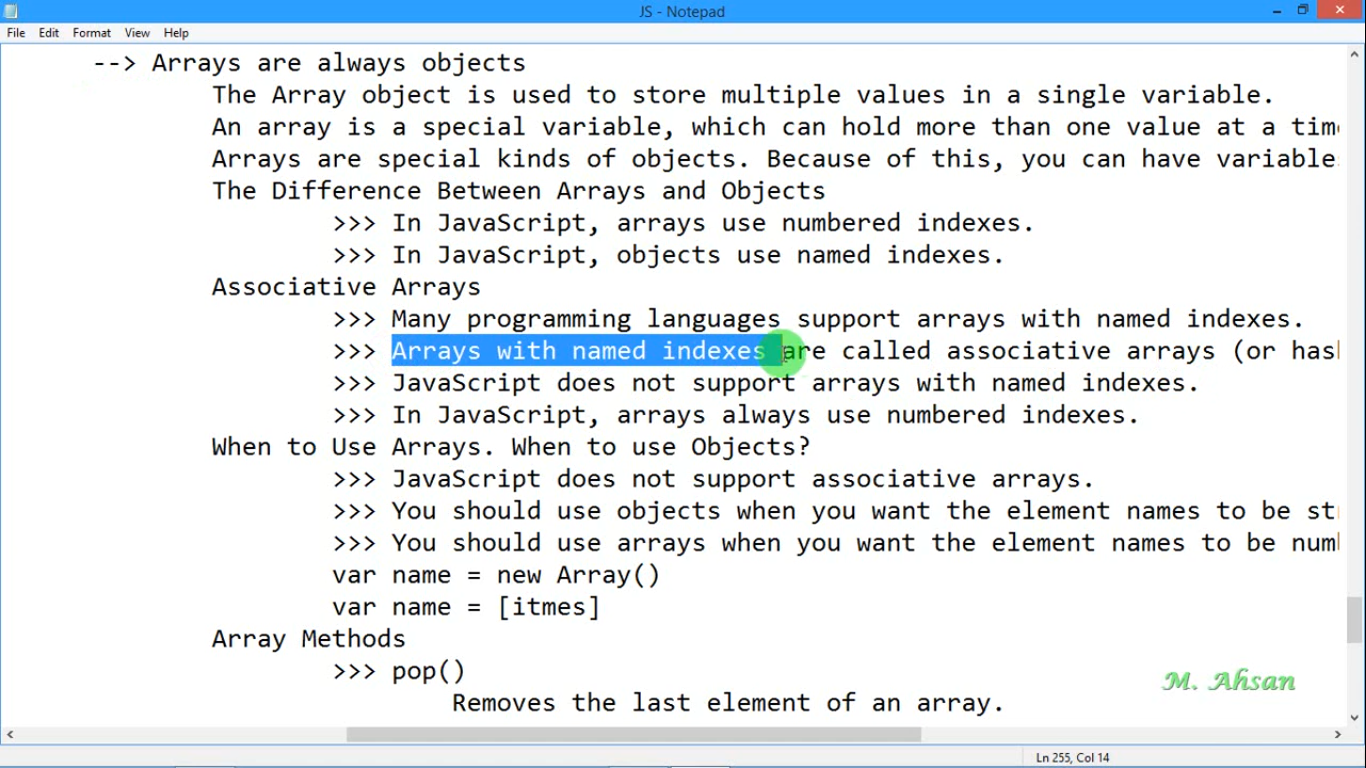 JS - Notepad
File Edit Format View Help
--> Arrays are always objects
The Array object is used to store multiple values in a single variable.
An array is a special variable, which can hold more than one value at a
Arrays are special kinds of objects. Because of this, you can have
The Difference Between Arrays and Objects
>>> In JavaScript, arrays use numbered indexes.
>>> In JavaScript, objects use named indexes.
Associative Arrays
>>> Many programming languages support arrays with named indexes.
>>> Arrays with named indexes are called associative arrays (or
>>> JavaScript does not support arrays with named indexes.
>>> In JavaScript, arrays always use numbered indexes.
When to Use Arrays. When to use Objects?
>>> JavaScript does not support associative arrays.
>>> You should use objects when you want the element names to be
>>> You should use arrays when you want the element names to be
var name = new Array()
var name = [itmes]
Array Methods
>>> pop()
Removes the last element of an array.
M. Ahsan
Ln 255, Col 14